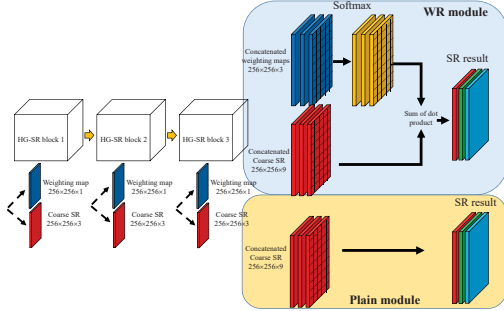 Softmax
WR module
Concatenated
weighting maps
256×256×3
SR result
Sum of dot
product
HG-SR block 1
HG-SR block 2
HG-SR block 3
Concatenated
Coarse SR
256×256×9
Weighting map
256×256×1
Weighting map
256×256×1
Weighting map
256×256×1
Coarse SR
256×256×3
Coarse SR
256×256×3
Coarse SR
256×256×3
SR result
Concatenated
Coarse SR
256×256×9
Plain module